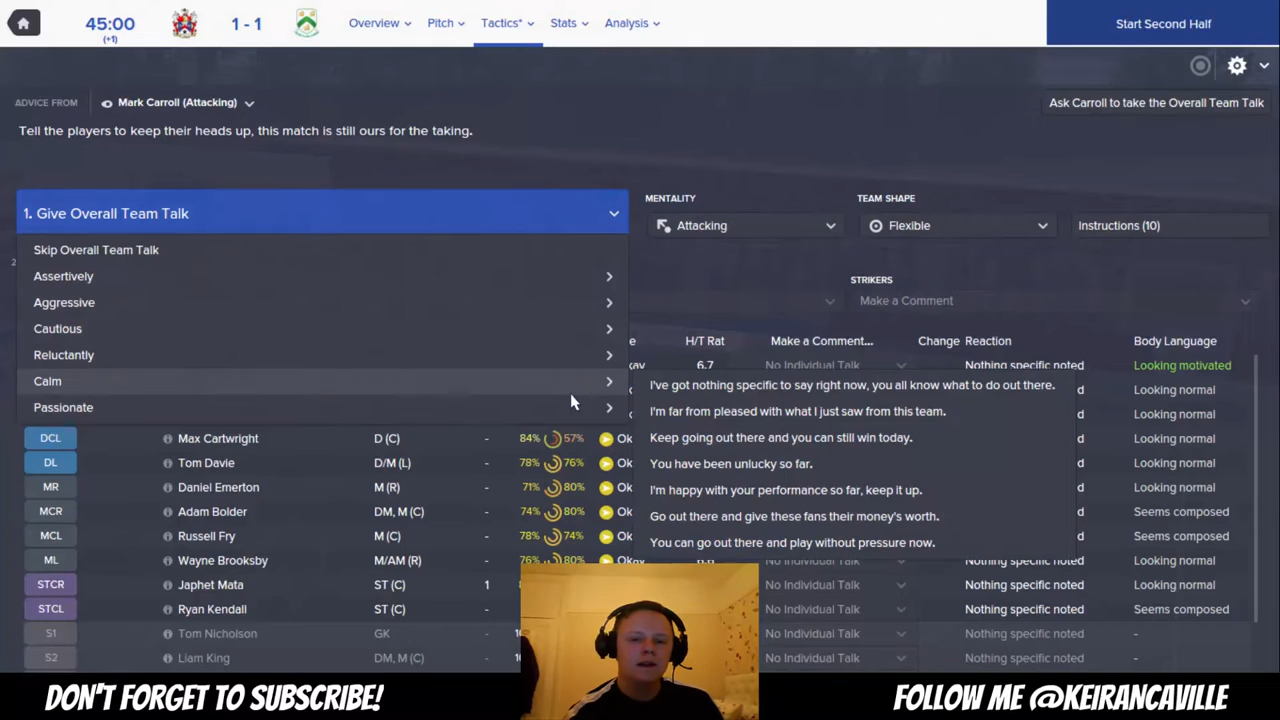 45:00
(+1)
1 - 1
Overview
Pitch
Tactics*
Stats
Analysis
Start Second Half
ADVICE FROM
Mark Carroll (Attacking)
Ask Carroll to take the Overall Team Talk
Tell the players to keep their heads up, this match is still ours for the taking.
1. Give Overall Team Talk
MENTALITY
Attacking
TEAM SHAPE
Flexible
Instructions (10)
Skip Overall Team Talk
Assertively
Aggressive
Cautious
Reluctantly
Calm
Passionate
STRIKERS
Make a Comment
H/T Rat
Make a Comment...
Change
Reaction
Body Language
6.7
No Individual Talk
Nothing specific noted
Looking motivated
I've got nothing specific to say right now, you all know what to do out there.
Looking normal
I'm far from pleased with what I just saw from this team.
Looking normal
Keep going out there and you can still win today.
You have been unlucky so far.
I'm happy with your performance so far, keep it up.
Go out there and give these fans their money's worth.
You can go out there and play without pressure now.
DCL Max Cartwright D (C) - 84% 57% Ok Looking normal
DL Tom Davie D/M (L) - 78% 76% Ok Looking normal
MR Daniel Emerton M (R) - 71% 80% Ok Looking normal
MCR Adam Bolder DM, M (C) - 74% 80% Ok Seems composed
MCL Russell Fry M (C) - 78% 74% Ok Seems composed
ML Wayne Brooksby M/AM (R) - 76% 80% Okay 6.6 No Individual Talk Nothing specific noted Looking normal
STCR Japhet Mata ST (C) 1 No Individual Talk Nothing specific noted Looking normal
STCL Ryan Kendall ST (C) No Individual Talk Nothing specific noted Seems composed
S1 Tom Nicholson GK - No Individual Talk Nothing specific noted -
S2 Liam King DM, M (C) - No Individual Talk Nothing specific noted -
DON'T FORGET TO SUBSCRIBE!
FOLLOW ME @KEIRANCAVILLE